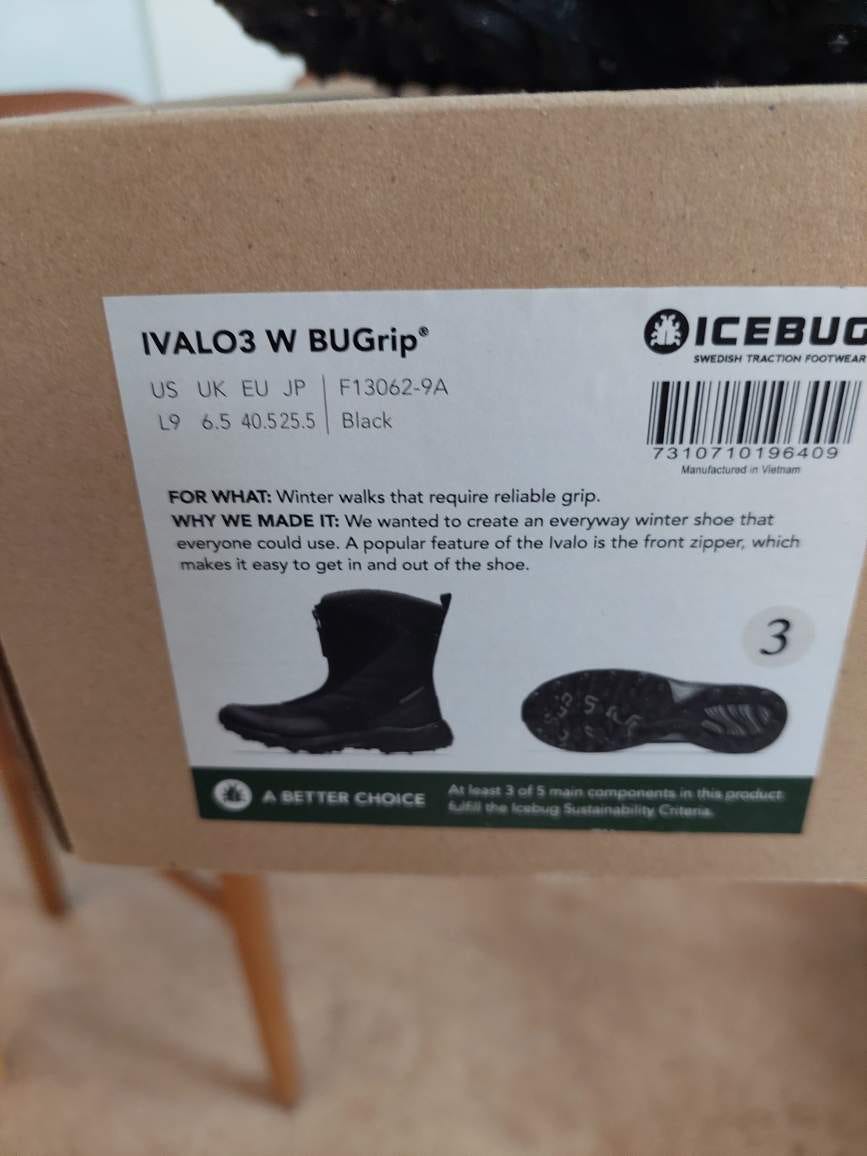 IVALO3 W BUGrip®
US UK EU JP F13062-9A
L9 6.5 40.5 25.5 Black
ICEBUG
SWEDISH TRACTION FOOTWEAR
7310710196409
Manufactured in Vietnam
FOR WHAT: Winter walks that require reliable grip.
WHY WE MADE IT: We wanted to create an everyway winter shoe that
everyone could use. A popular feature of the Ivalo is the front zipper, which
makes it easy to get in and out of the shoe.
3
A BETTER CHOICE
At least 3 of 5 main components in this product
fulfill the Icebug Sustainability Criteria.